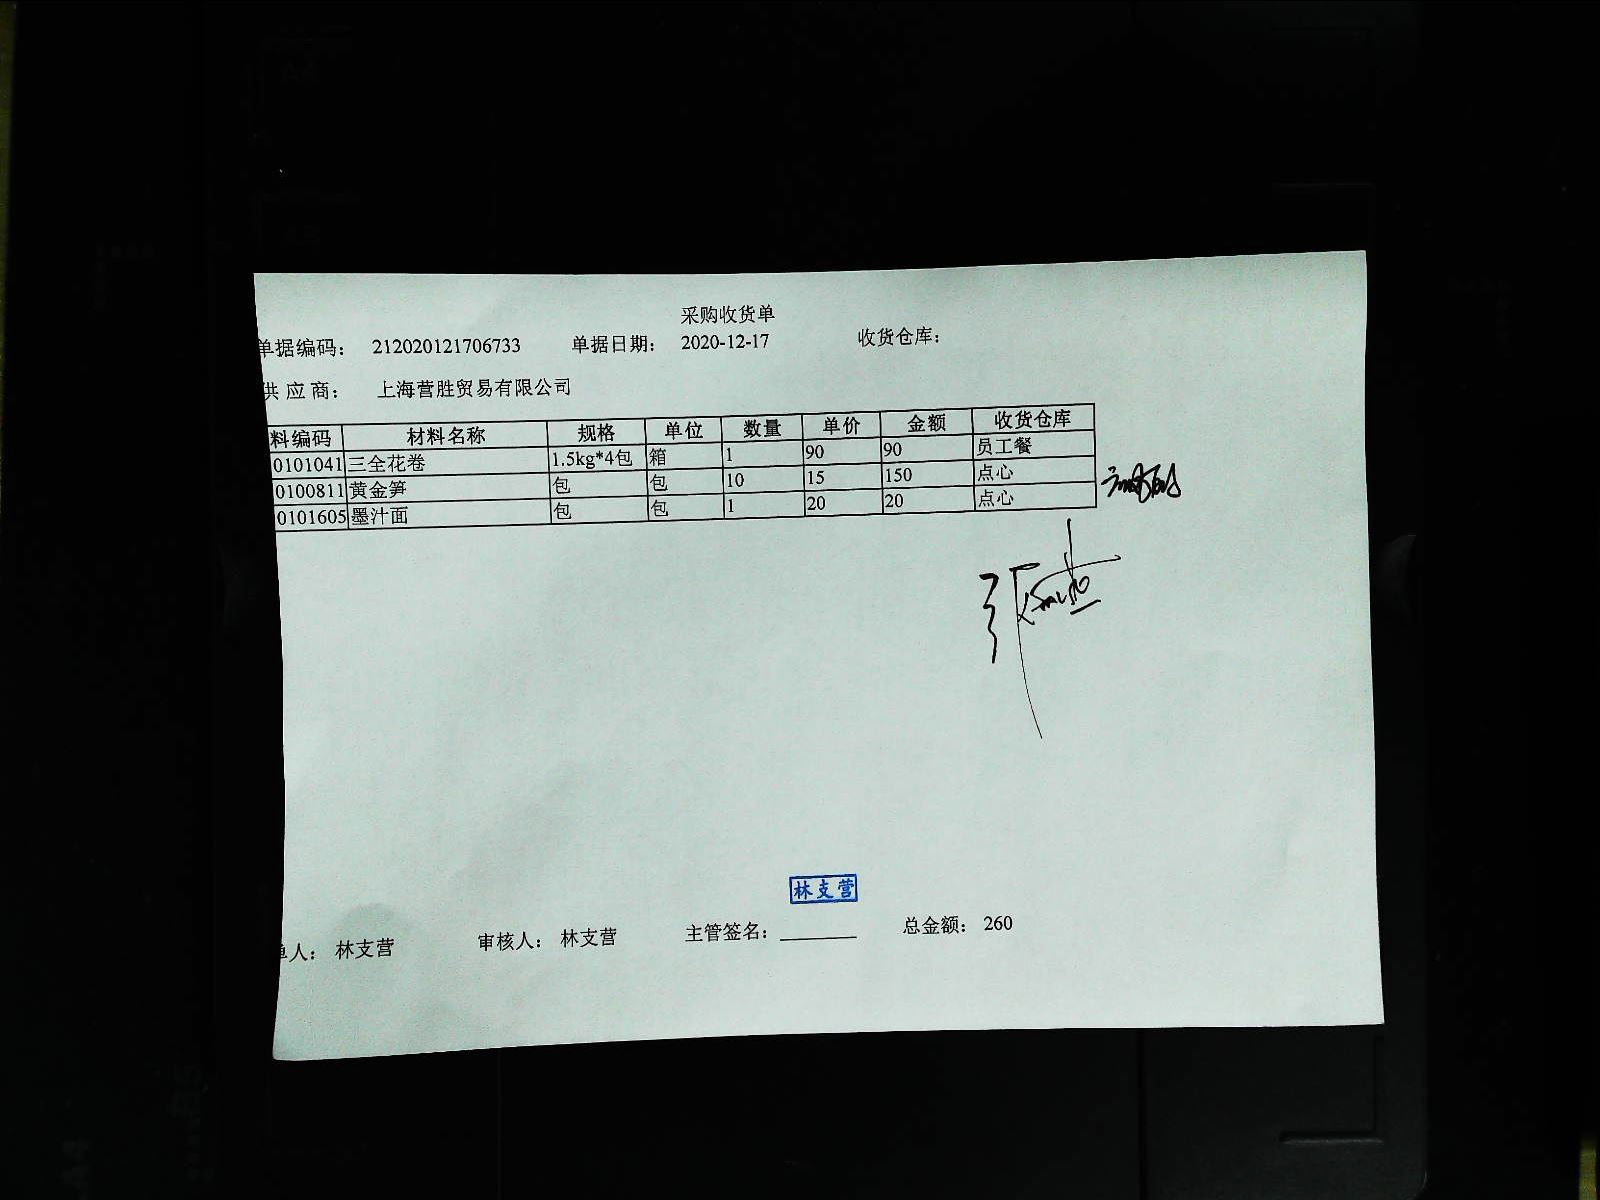 采购收货单
单据编码： 212020121706733 单据日期： 2020-12-17 收货仓库：
供应商： 上海营胜贸易有限公司
料编码 材料名称 规格 单位 数量 单价 金额 收货仓库
0101041 三全花卷 1.5kg*4包 箱 1 90 90 员工餐
0100811 黄金笋 包 包 10 15 150 点心
0101605 墨汁面 包 包 1 20 20 点心
林支营
单人： 林支营 审核人： 林支营 主管签名：________ 总金额： 260